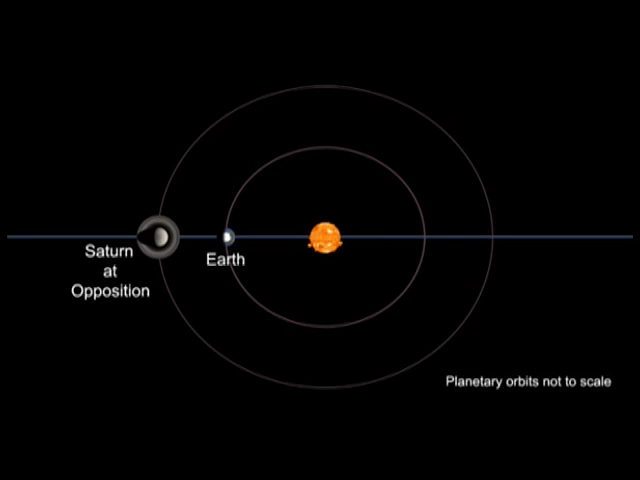 Saturn
at
Opposition
Earth
Planetary orbits not to scale